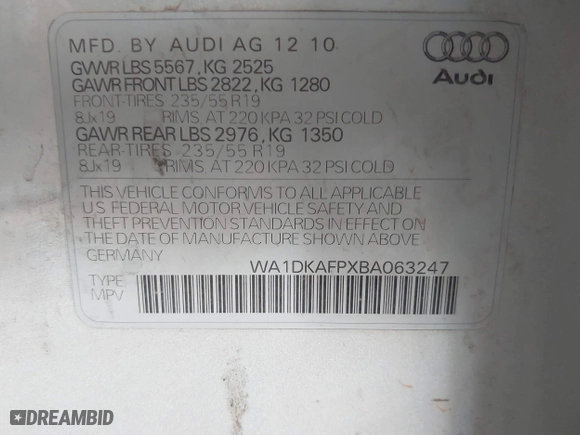 MFD. BY AUDI AG 12 10
GVWR LBS 5567, KG 2525
GAWR FRONT LBS 2822, KG 1280
FRONT-TIRES 235/55 R19
8Jx19 RIMS, AT 220 KPA 32 PSI COLD
GAWR REAR LBS 2976, KG 1350
REAR-TIRES 235/55 R19
8Jx19 RIMS, AT 220 KPA 32 PSI COLD
Audi
THIS VEHICLE CONFORMS TO ALL APPLICABLE
U.S. FEDERAL MOTOR VEHICLE SAFETY AND
THEFT PREVENTION STANDARDS IN EFFECT ON
THE DATE OF MANUFACTURE SHOWN ABOVE
GERMANY
WA1DKAFPXBA063247
TYPE
MPV
DREAMBID